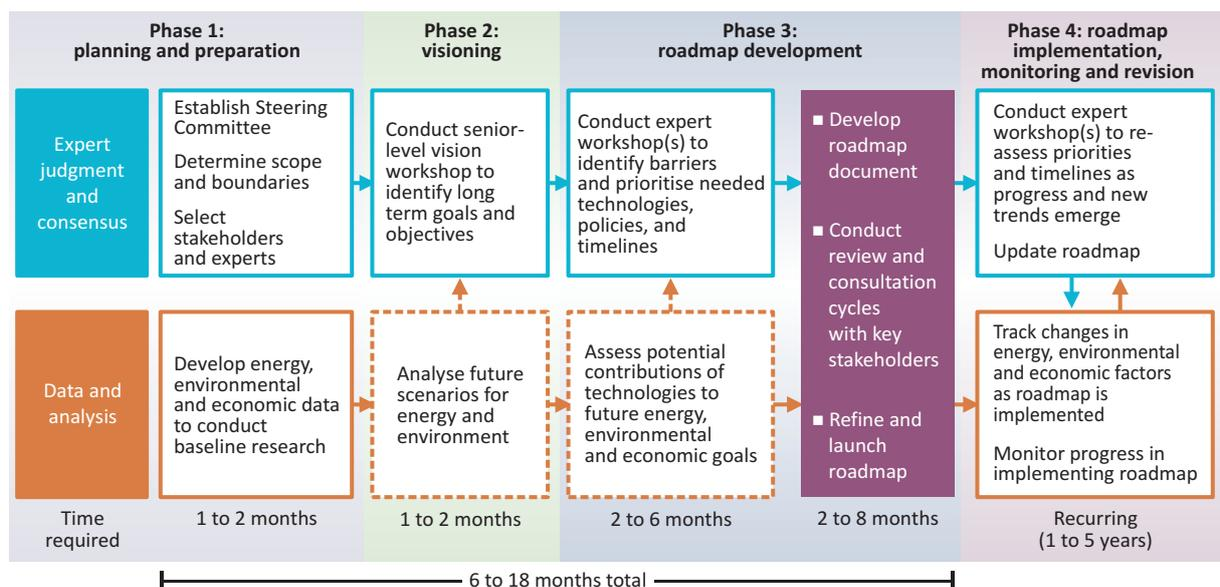 Phase 1:
planning and preparation
Phase 2:
visioning
Phase 3:
roadmap development
Phase 4: roadmap
implementation,
monitoring and revision
Expert
judgment
and
consensus
Establish Steering
Committee
Determine scope
and boundaries
Select
stakeholders
and experts
Conduct senior-
level vision
workshop to
identify long
term goals and
objectives
Conduct expert
workshop(s) to
identify barriers
and prioritise needed
technologies,
policies, and
timelines
■ Develop
roadmap
document
■ Conduct
review and
consultation
cycles
with key
stakeholders
■ Refine and
launch
roadmap
Conduct expert
workshop(s) to re-
assess priorities
and timelines as
progress and new
trends emerge
Update roadmap
Data and
analysis
Develop energy,
environmental
and economic data
to conduct
baseline research
Analyse future
scenarios for
energy and
environment
Assess potential
contributions of
technologies to
future energy,
environmental
and economic goals
Track changes in
energy, environmental
and economic factors
as roadmap is
implemented
Monitor progress in
implementing roadmap
Time
required
1 to 2 months
1 to 2 months
2 to 6 months
2 to 8 months
Recurring
(1 to 5 years)
6 to 18 months total